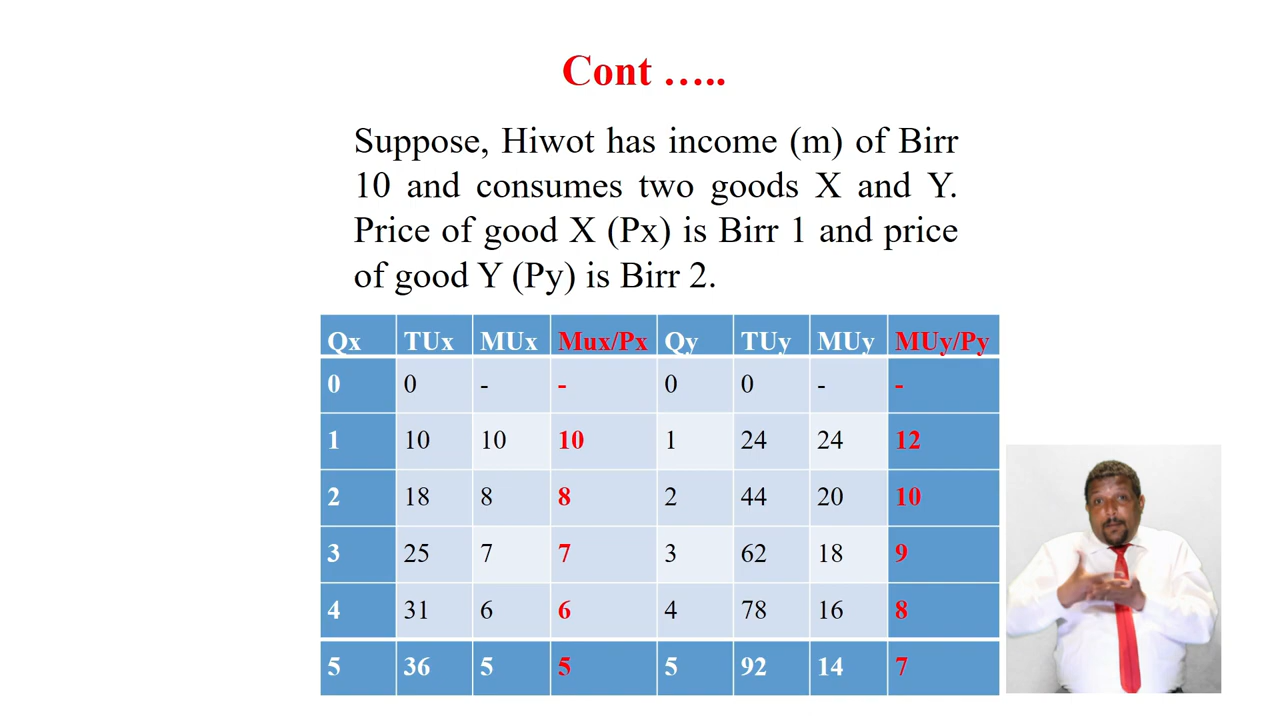 Cont …..
Suppose, Hiwot has income (m) of Birr
10 and consumes two goods X and Y.
Price of good X (Px) is Birr 1 and price
of good Y (Py) is Birr 2.
Qx TUx MUx Mux/Px Qy TUy MUy MUy/Py
0 0 - - 0 0 - -
1 10 10 10 1 24 24 12
2 18 8 8 2 44 20 10
3 25 7 7 3 62 18 9
4 31 6 6 4 78 16 8
5 36 5 5 5 92 14 7